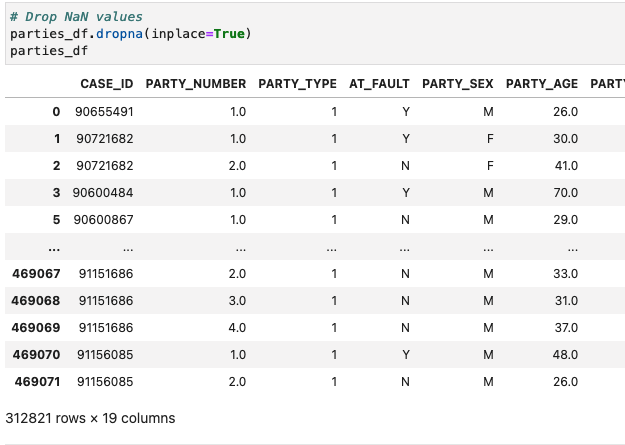 # Drop NaN values
parties_df.dropna(inplace=True)
parties_df
CASE_ID PARTY_NUMBER PARTY_TYPE AT_FAULT PARTY_SEX PARTY_AGE PARTY
0 90655491 1.0 1 Y M 26.0
1 90721682 1.0 1 Y F 30.0
2 90721682 2.0 1 N F 41.0
3 90600484 1.0 1 Y M 70.0
5 90600867 1.0 1 N M 29.0
... ... ... ... ... ... ...
469067 91151686 2.0 1 N M 33.0
469068 91151686 3.0 1 N M 31.0
469069 91151686 4.0 1 N M 37.0
469070 91156085 1.0 1 Y M 48.0
469071 91156085 2.0 1 N M 26.0
312821 rows × 19 columns